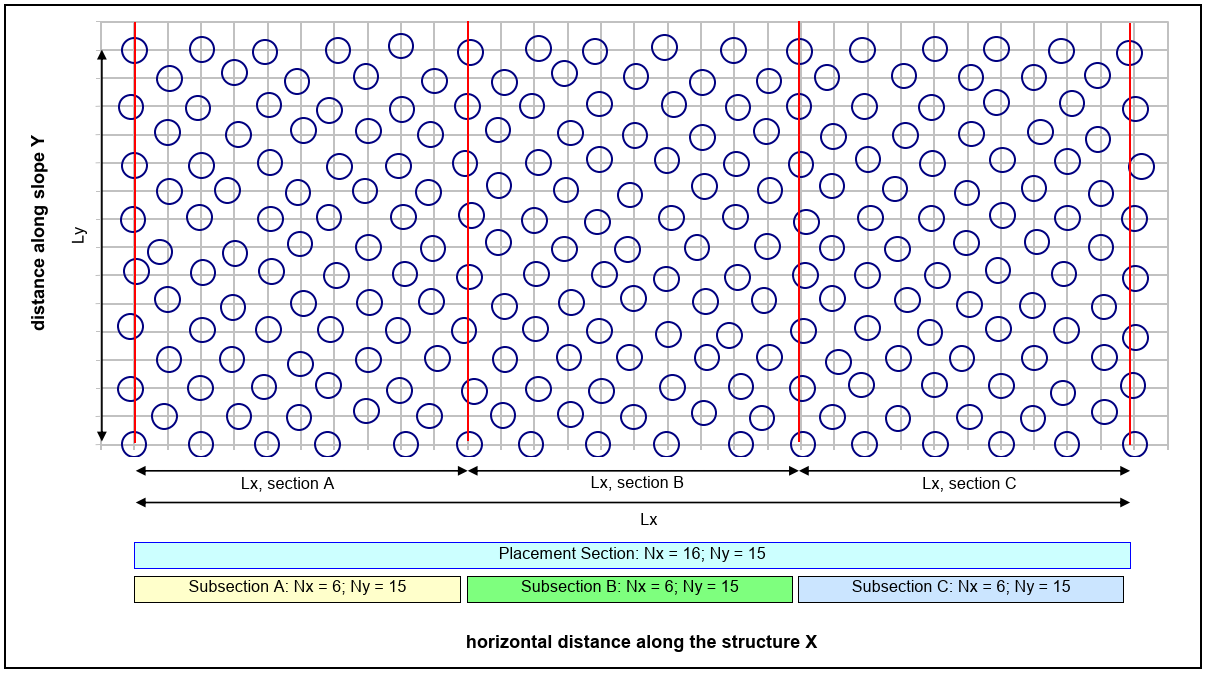 distance along slope Y
Ly
Lx, section A
Lx, section B
Lx, section C
Lx
Placement Section: Nx = 16; Ny = 15
Subsection A: Nx = 6; Ny = 15
Subsection B: Nx = 6; Ny = 15
Subsection C: Nx = 6; Ny = 15
horizontal distance along the structure X